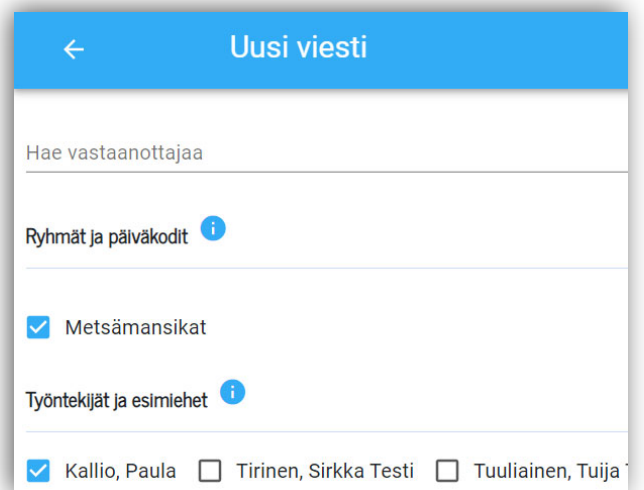 Uusi viesti
Hae vastaanottajaa
Ryhmät ja päiväkodit
Metsämansikat
Työntekijät ja esimiehet
Kallio, Paula Tirinen, Sirkka Testi Tuuliainen, Tuija